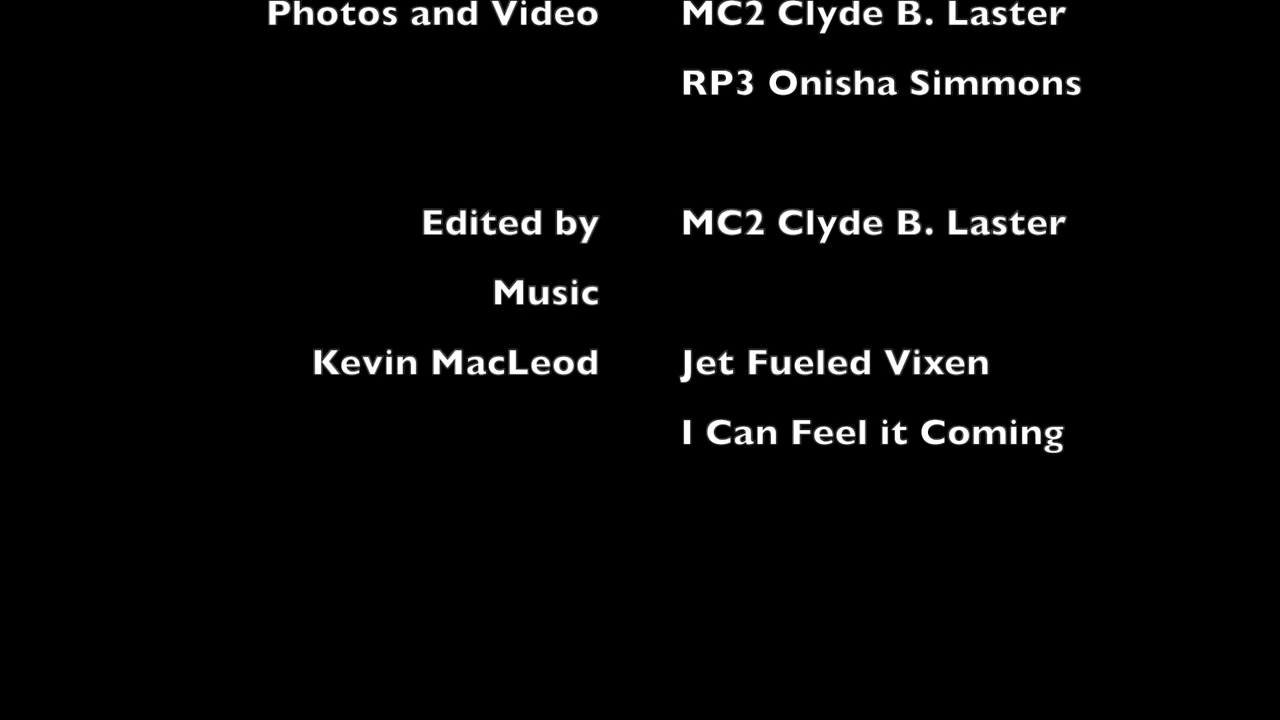 Photos and Video MC2 Clyde B. Laster
RP3 Onisha Simmons
Edited by MC2 Clyde B. Laster
Music
Kevin MacLeod Jet Fueled Vixen
I Can Feel it Coming